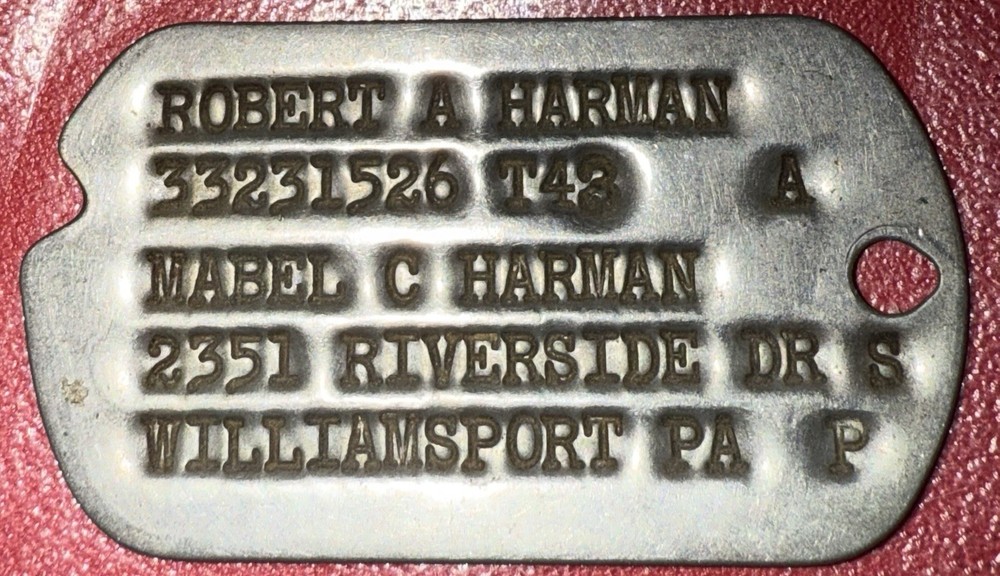 ROBERT A HARMAN
33231526 T43 A
MABEL C HARMAN
2351 RIVERSIDE DR S
WILLIAMSPORT PA P